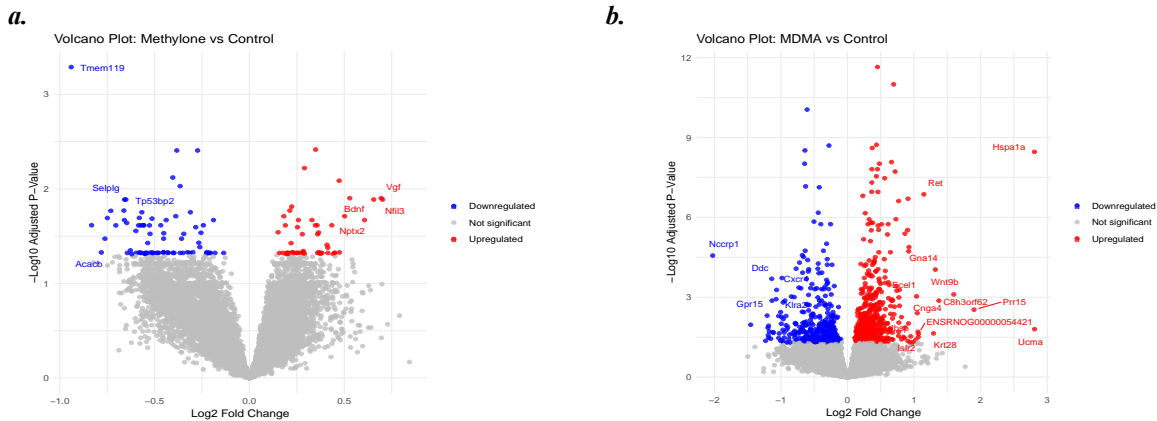 a.
Volcano Plot: Methylone vs Control
−Log10 Adjusted P−Value
3
2
1
0
Tmem119
Selplg
Tp53bp2
Acacb
Vgf
Bdnf
Nfil3
Nptx2
−1.0
−0.5
0.0
0.5
Log2 Fold Change
Downregulated
Not significant
Upregulated
b.
Volcano Plot: MDMA vs Control
−Log10 Adjusted P−Value
12
9
6
3
0
Hspa1a
Ret
Nccrp1
Gna14
Ddc
Cxcr
Wnt9b
Ecel1
Gpr15
Klra2
C8h3orf62
Prr15
Cnga4
ENSRNOG00000054421
Ucma
Islr2
Krt28
−2
−1
0
1
2
3
Log2 Fold Change
Downregulated
Not significant
Upregulated